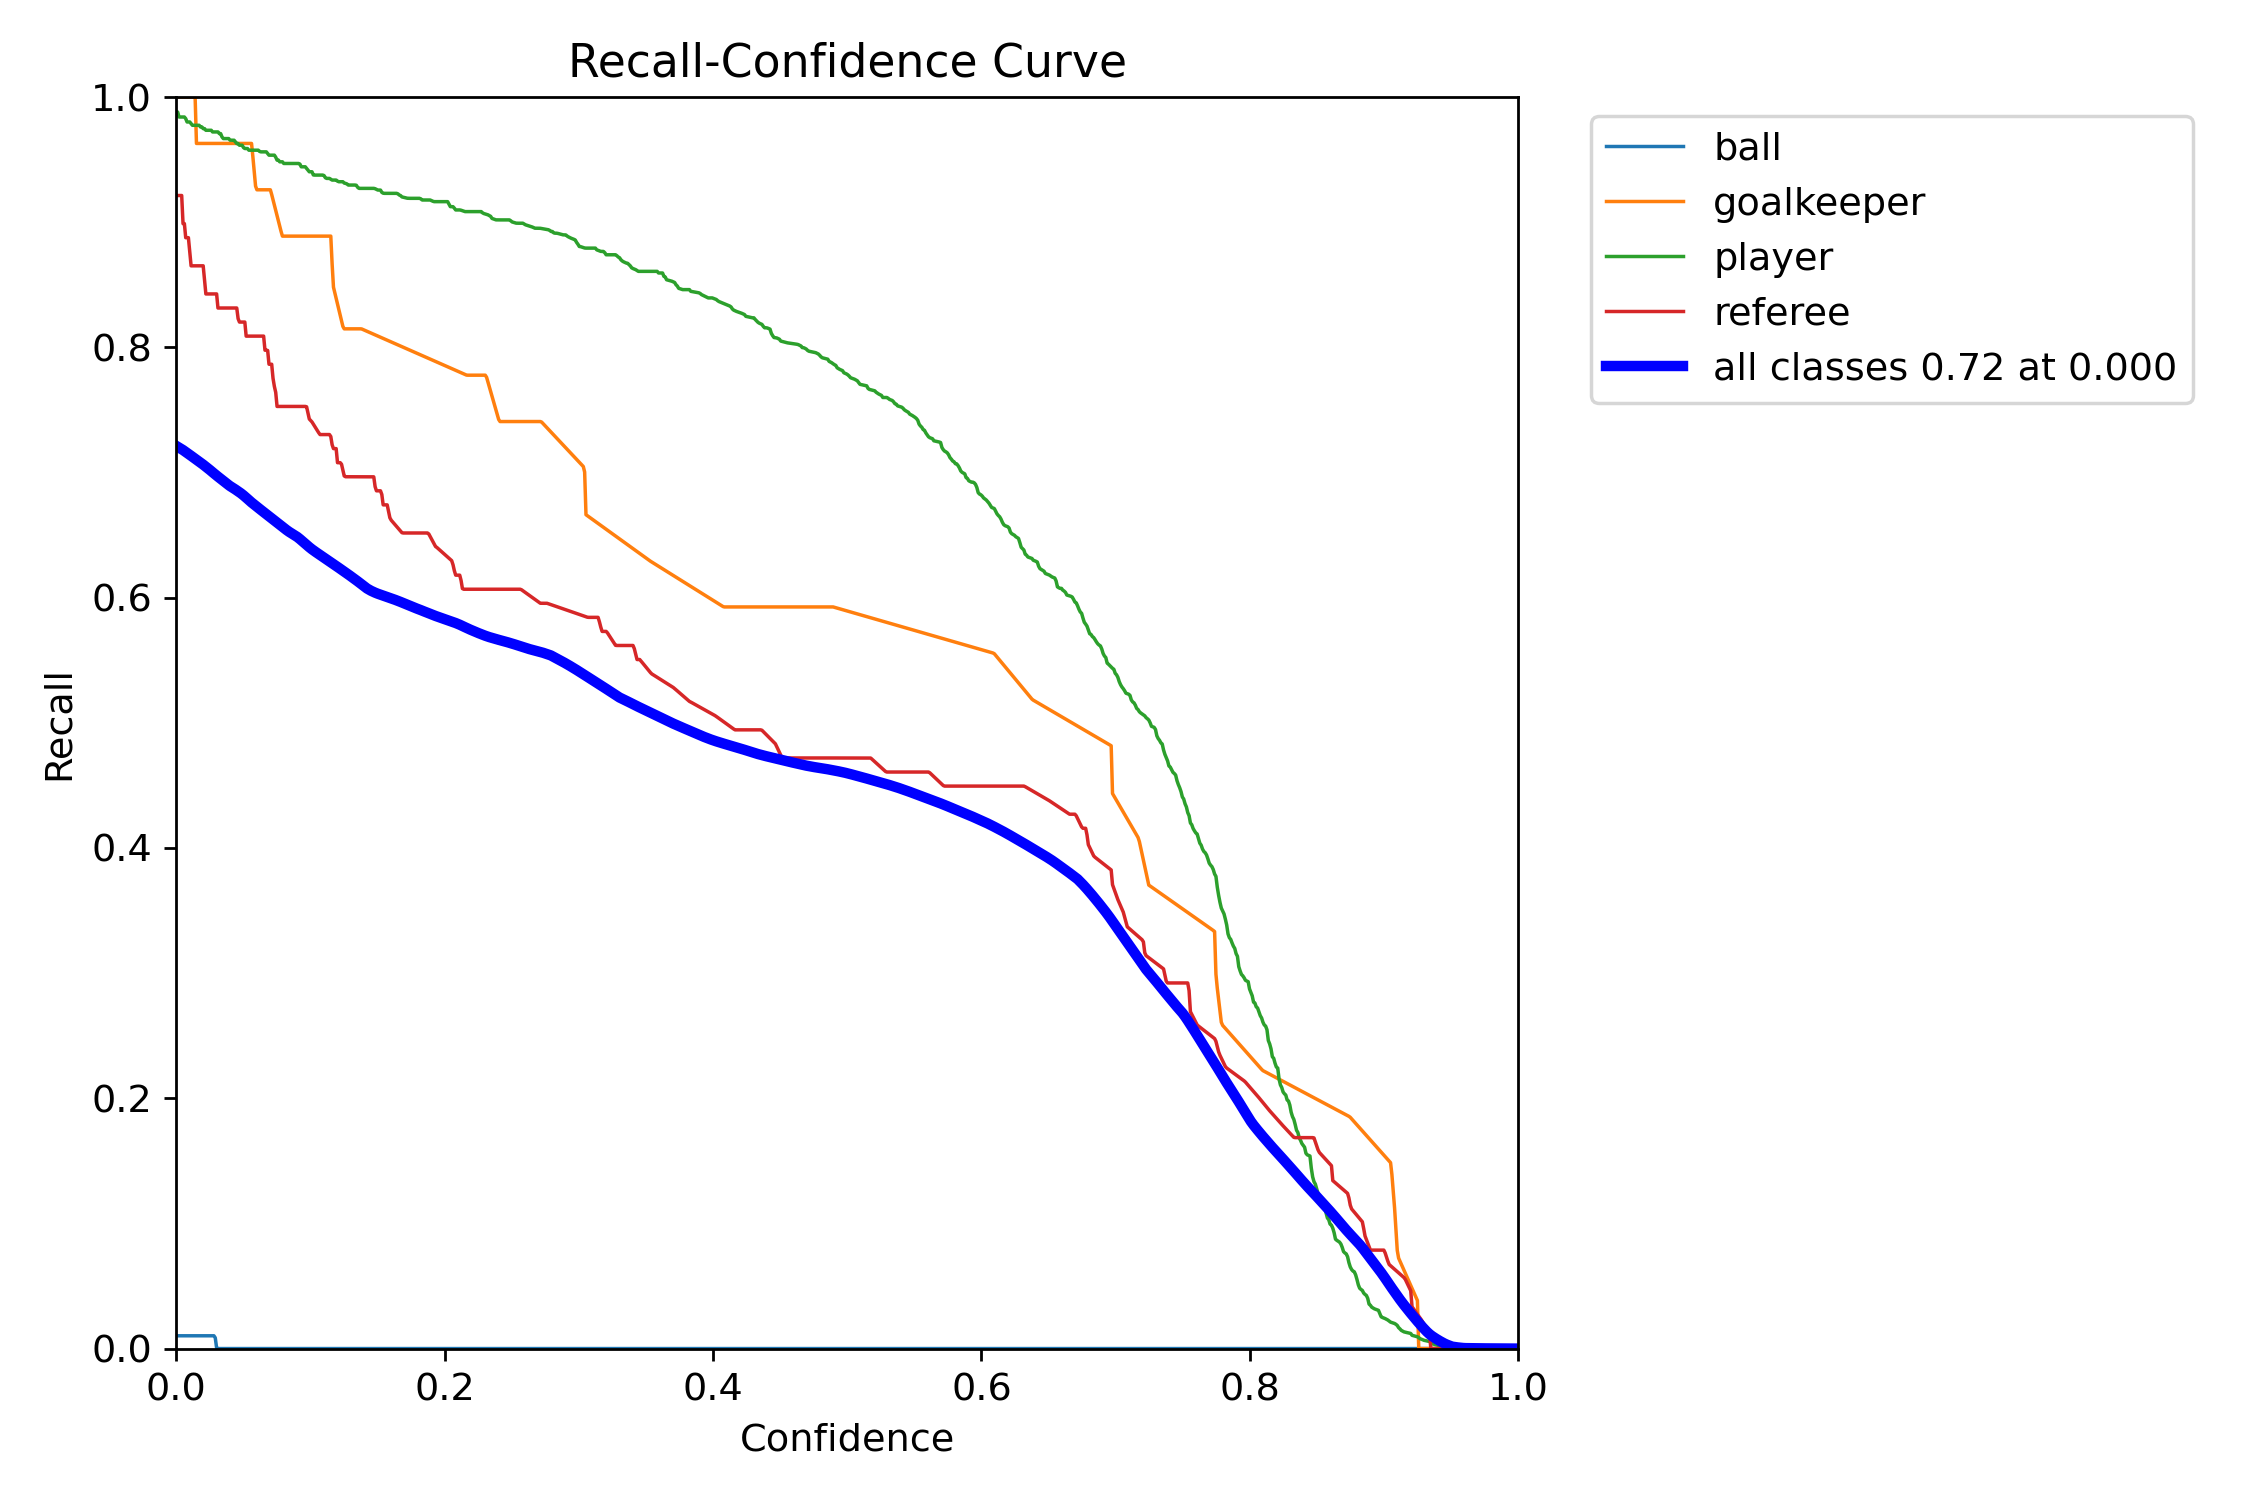 Recall-Confidence Curve
1.0
0.8
0.6
0.4
0.2
0.0
Recall
0.0 0.2 0.4 0.6 0.8 1.0
Confidence
ball
goalkeeper
player
referee
all classes 0.72 at 0.000